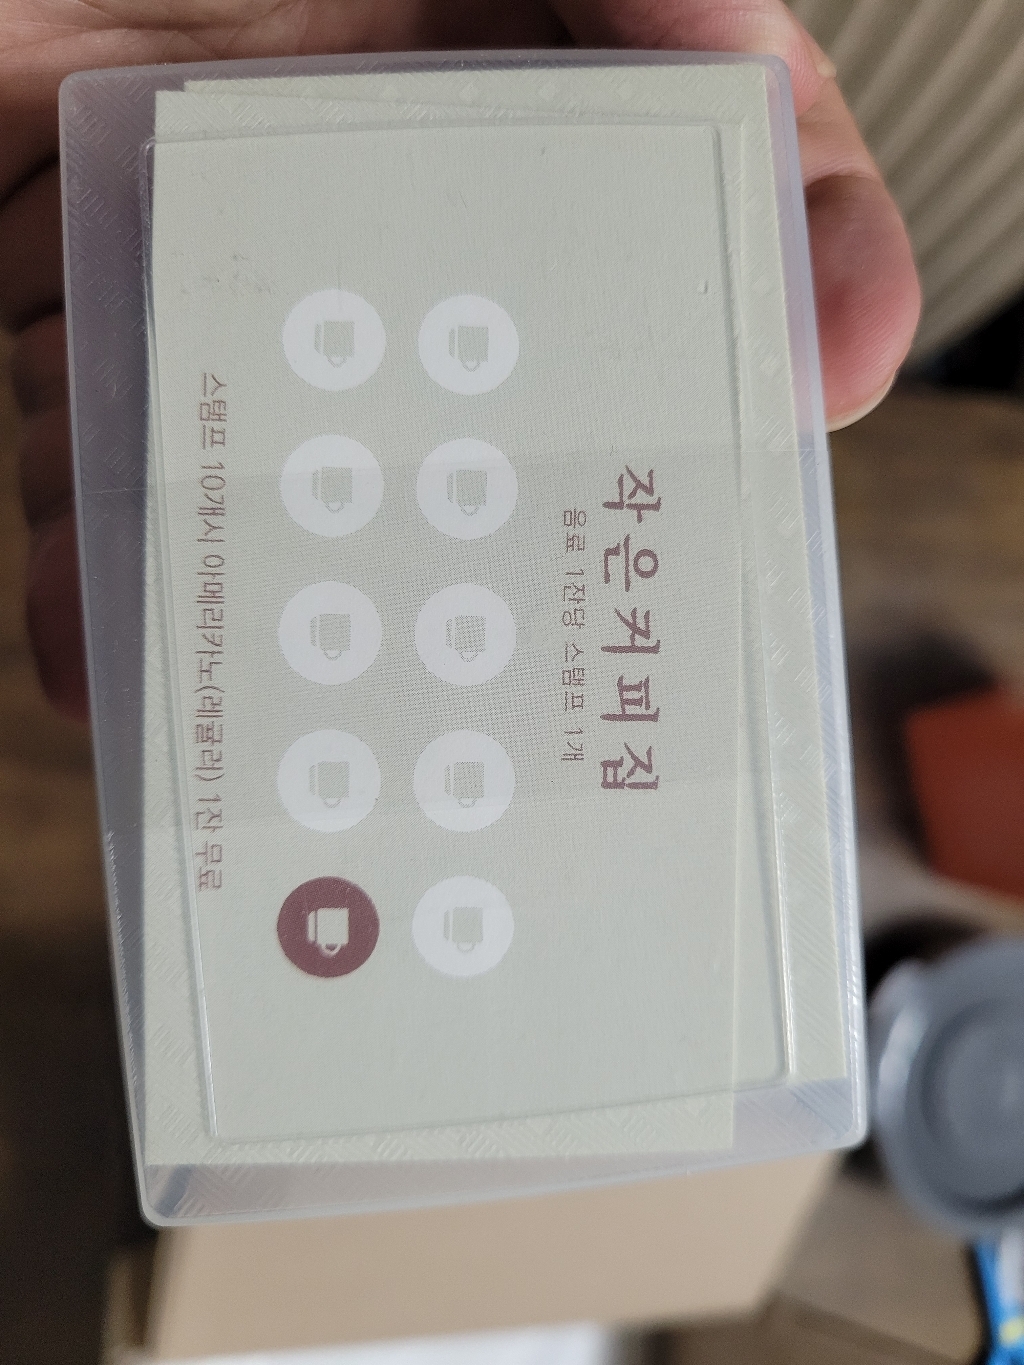 작은커피집
음료 1잔당 스탬프 1개
스탬프 10개시 아메리카노(레귤러) 1잔 무료